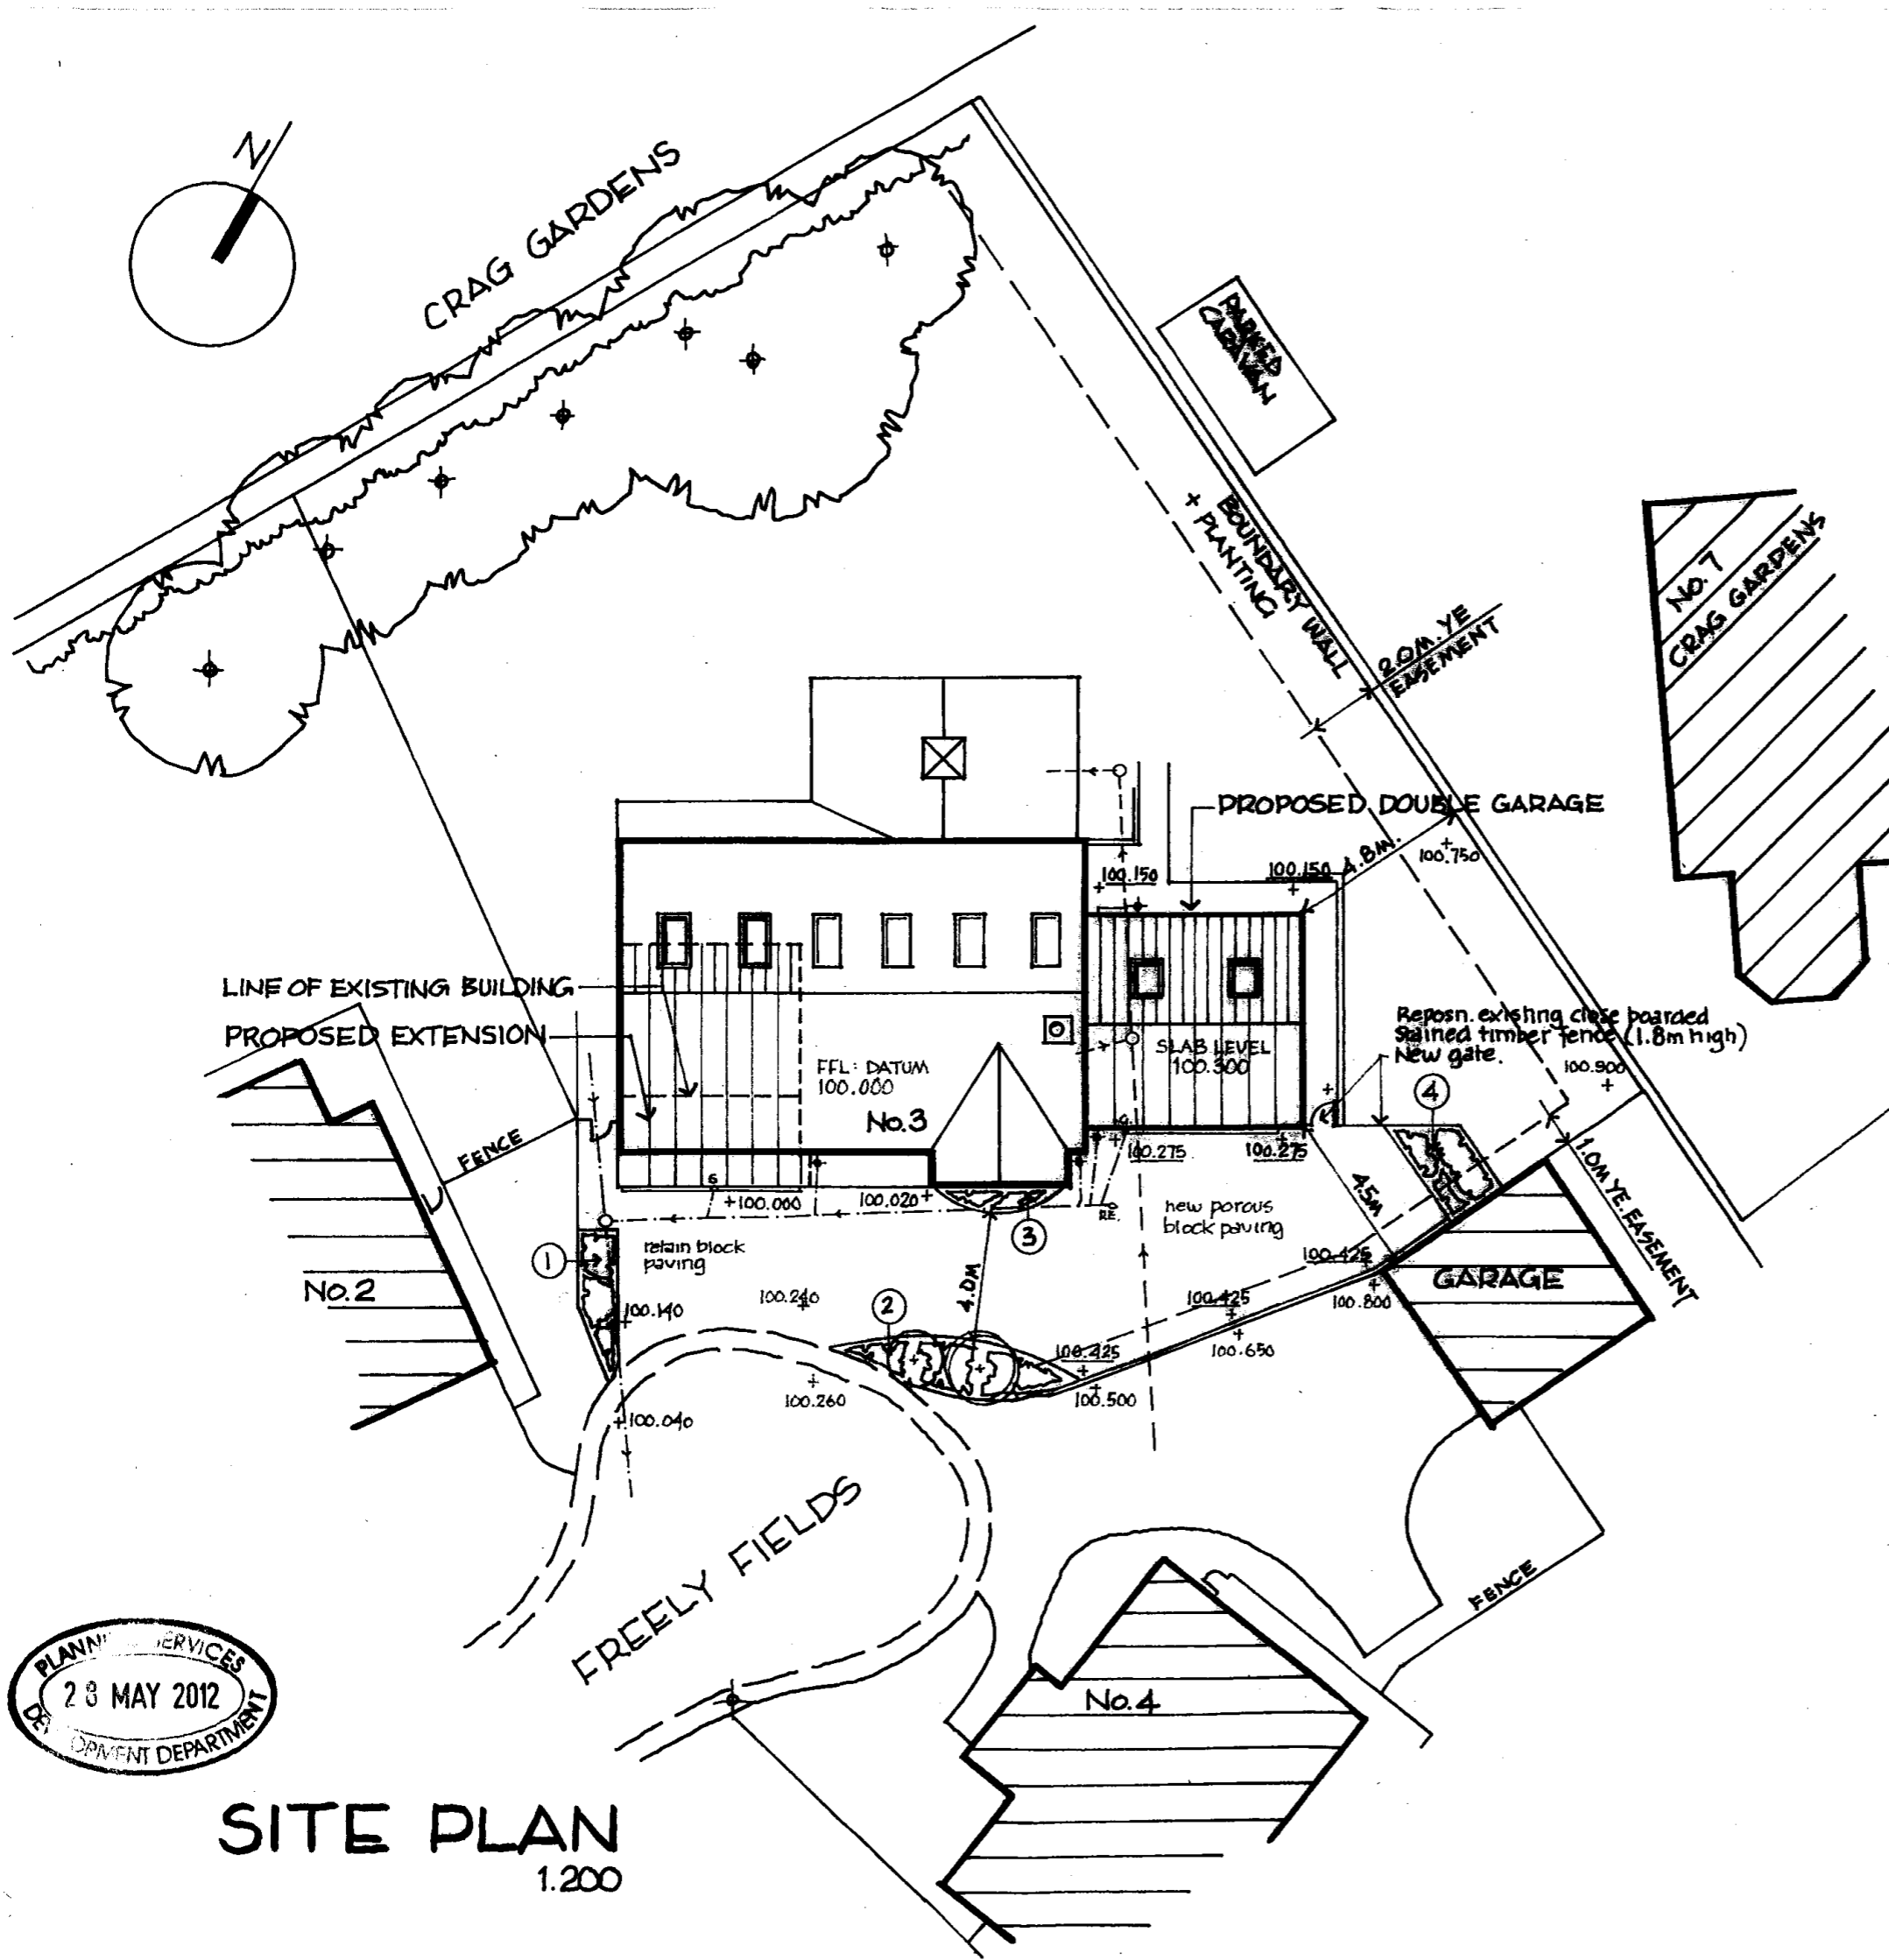 N
CRAG GARDENS
PARKED
CARAVAN
BOUNDARY WALL
+ PLANTING
NO.7
CRAG GARDENS
2.0M. YE
EASEMENT
PROPOSED DOUBLE GARAGE
4.8M.
100.750
100.150
100.150
LINE OF EXISTING BUILDING
PROPOSED EXTENSION
FFL: DATUM
100.000
No.3
SLAB LEVEL
100.300
Reposn. existing close boarded
Stained timber fence (1.8m high)
New gate.
100.900
4
FENCE
100.275
100.275
1.0M YE. EASEMENT
4.5M
S
100.000
100.020
R.E.
3
new porous
block paving
1
retain block
paving
No.2
4.0M
100.425
GARAGE
100.140
100.240
2
100.425
100.800
100.425
100.650
100.260
100.500
100.040
FREELY FIELDS
FENCE
No.4
PLANN ERVICES
28 MAY 2012
DE OPMENT DEPARTMENT
SITE PLAN
1.200